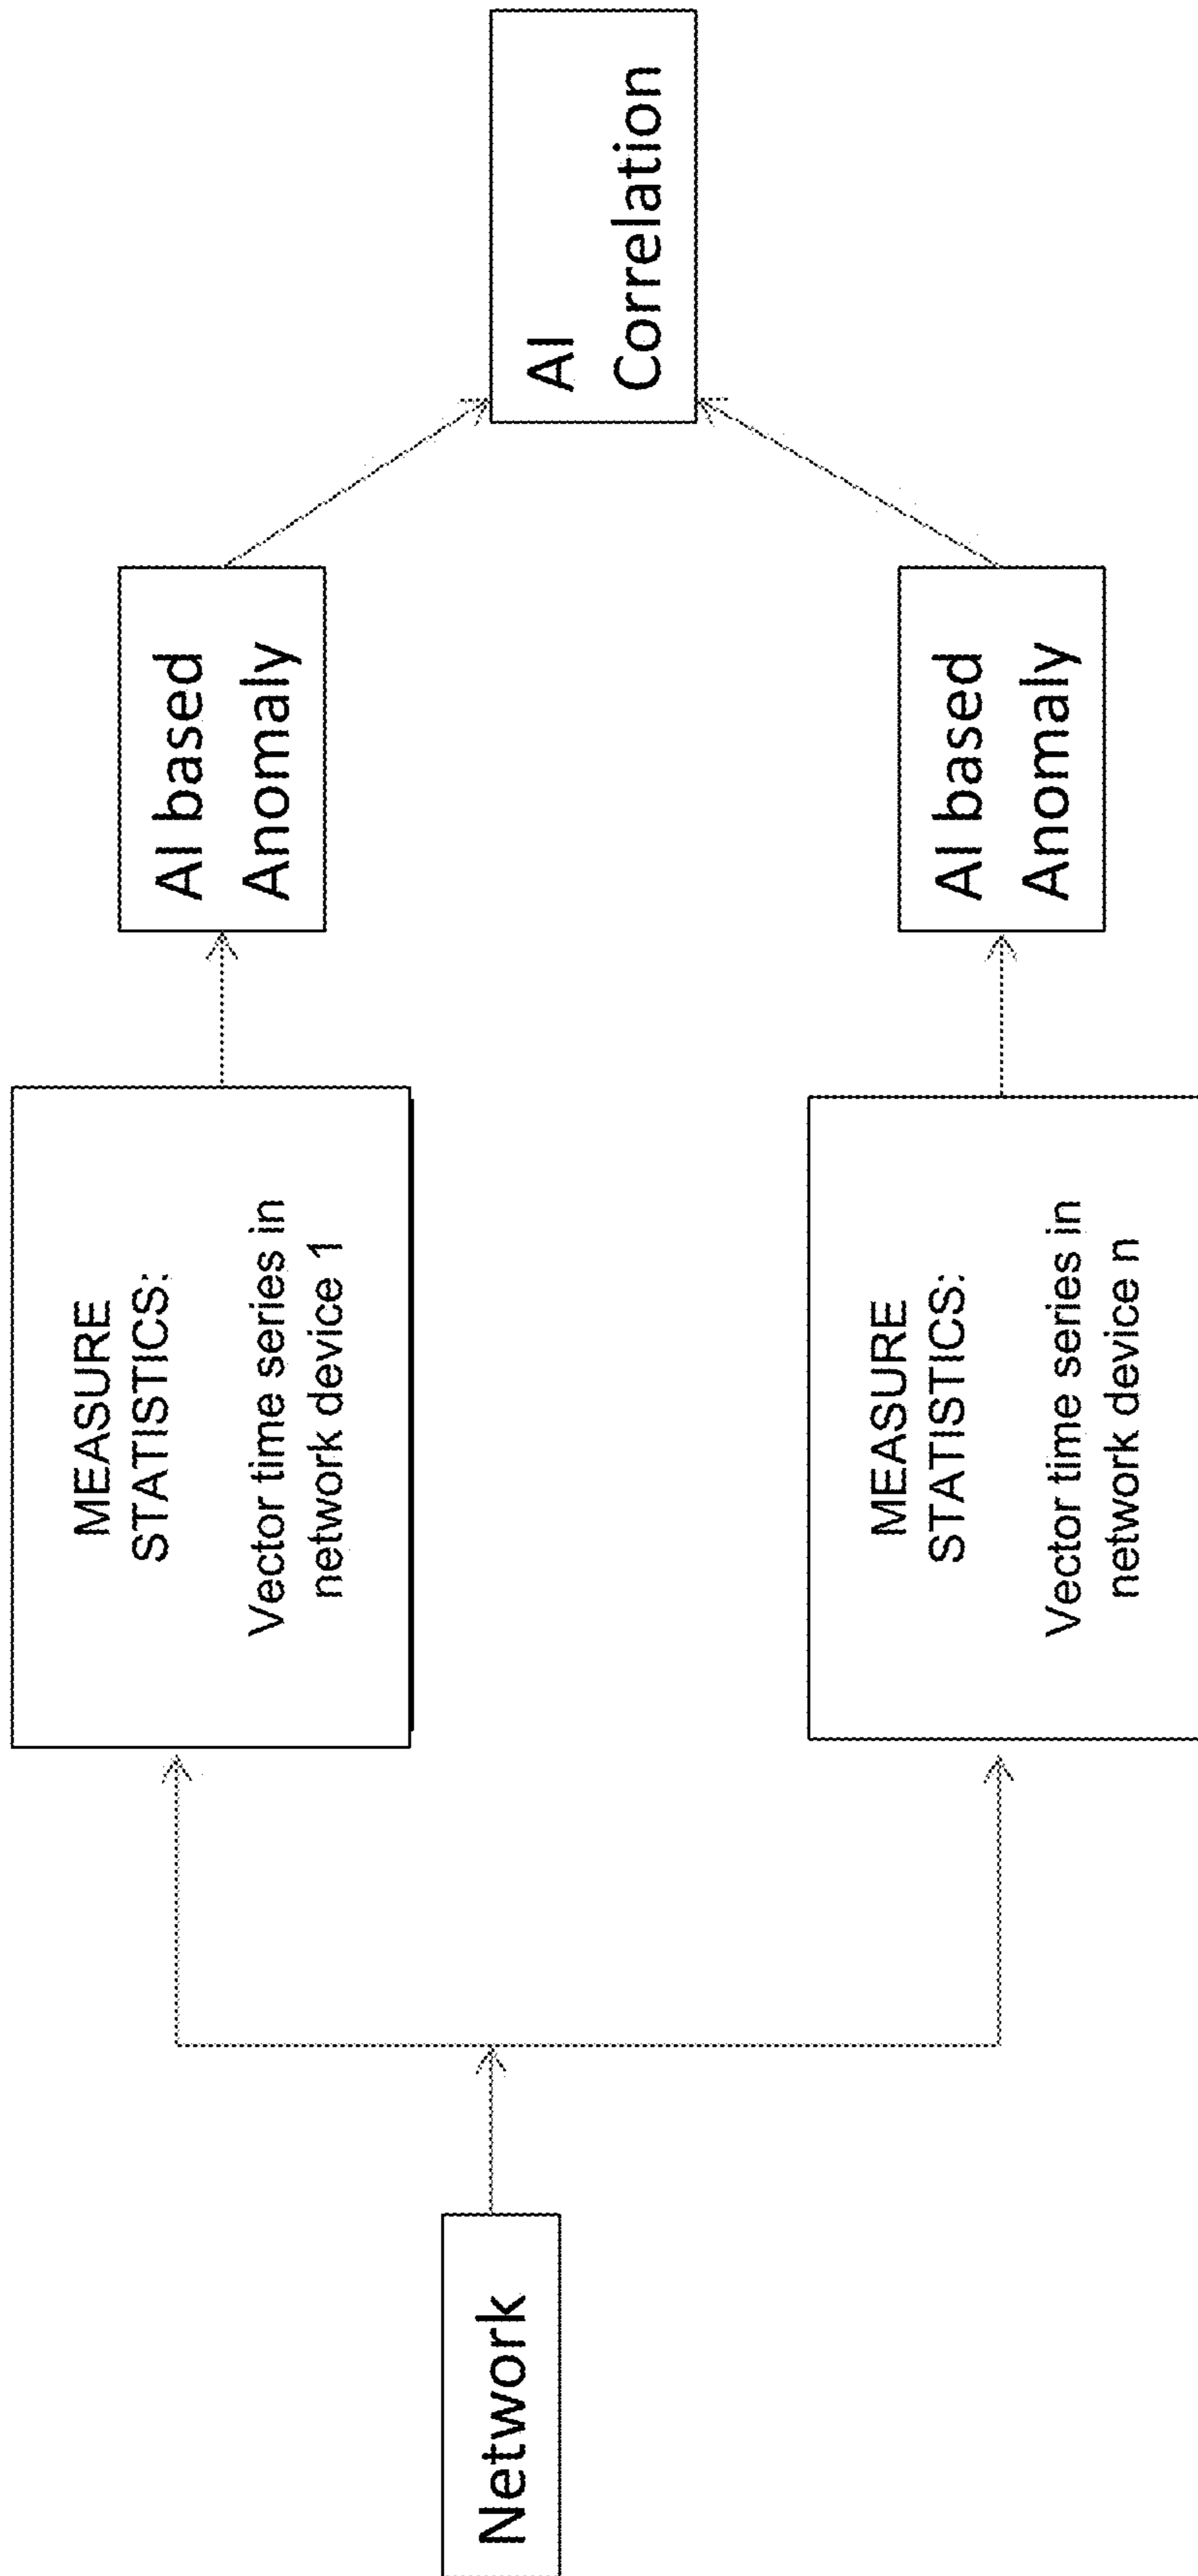 Network
MEASURE
STATISTICS:
Vector time series in
network device 1
AI based
Anomaly
MEASURE
STATISTICS:
Vector time series in
network device n
AI based
Anomaly
AI
Correlation